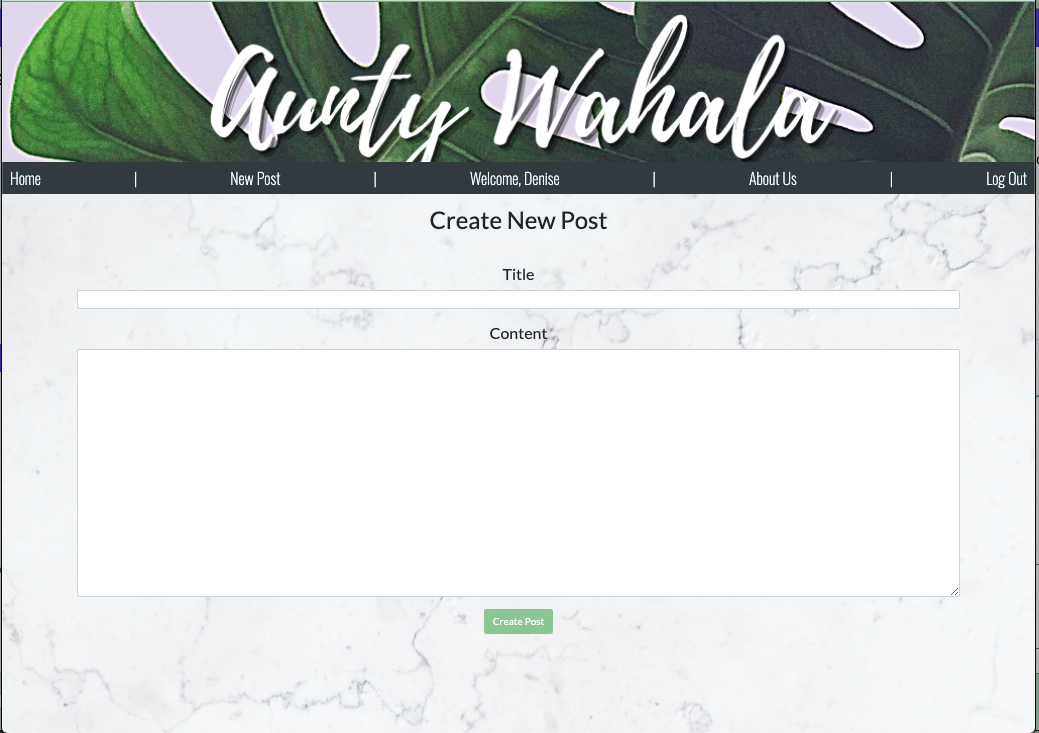 Aunty Wahala
Home | New Post | Welcome, Denise | About Us | Log Out
Create New Post
Title
Content
Create Post